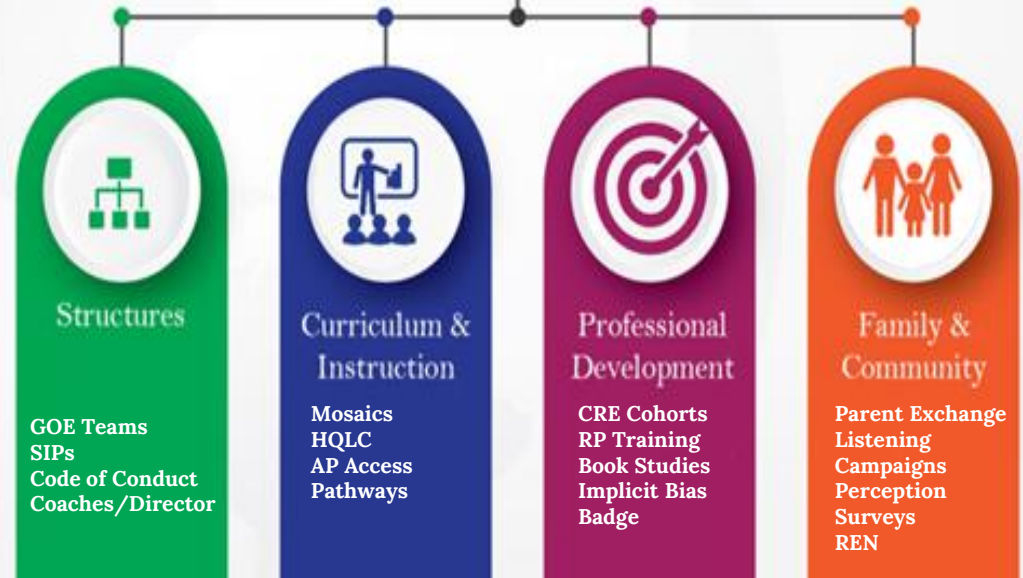 Structures
GOE Teams
SIPs
Code of Conduct
Coaches/Director
Curriculum &
Instruction
Mosaics
HQLC
AP Access
Pathways
Professional
Development
CRE Cohorts
RP Training
Book Studies
Implicit Bias
Badge
Family &
Community
Parent Exchange
Listening
Campaigns
Perception
Surveys
REN